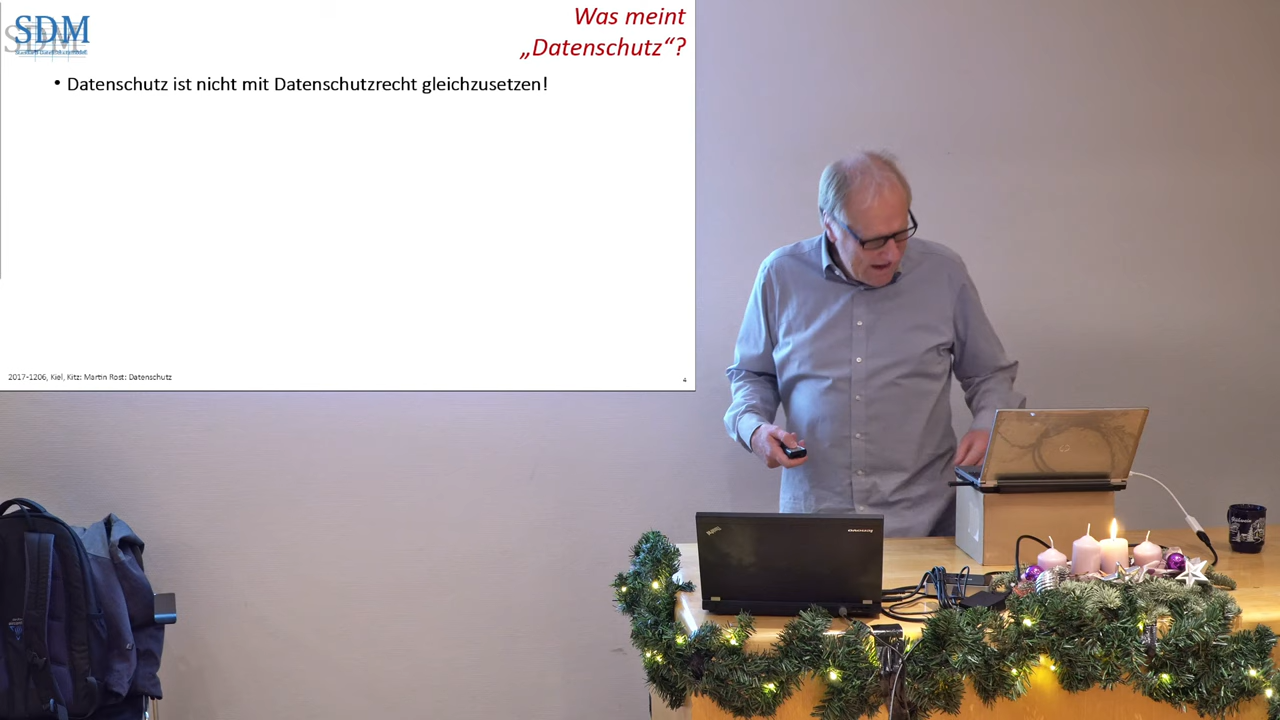 SDM
Was meint
„Datenschutz“?
• Datenschutz ist nicht mit Datenschutzrecht gleichzusetzen!
2017-1206, Kiel, Kitz: Martin Rost: Datenschutz
4